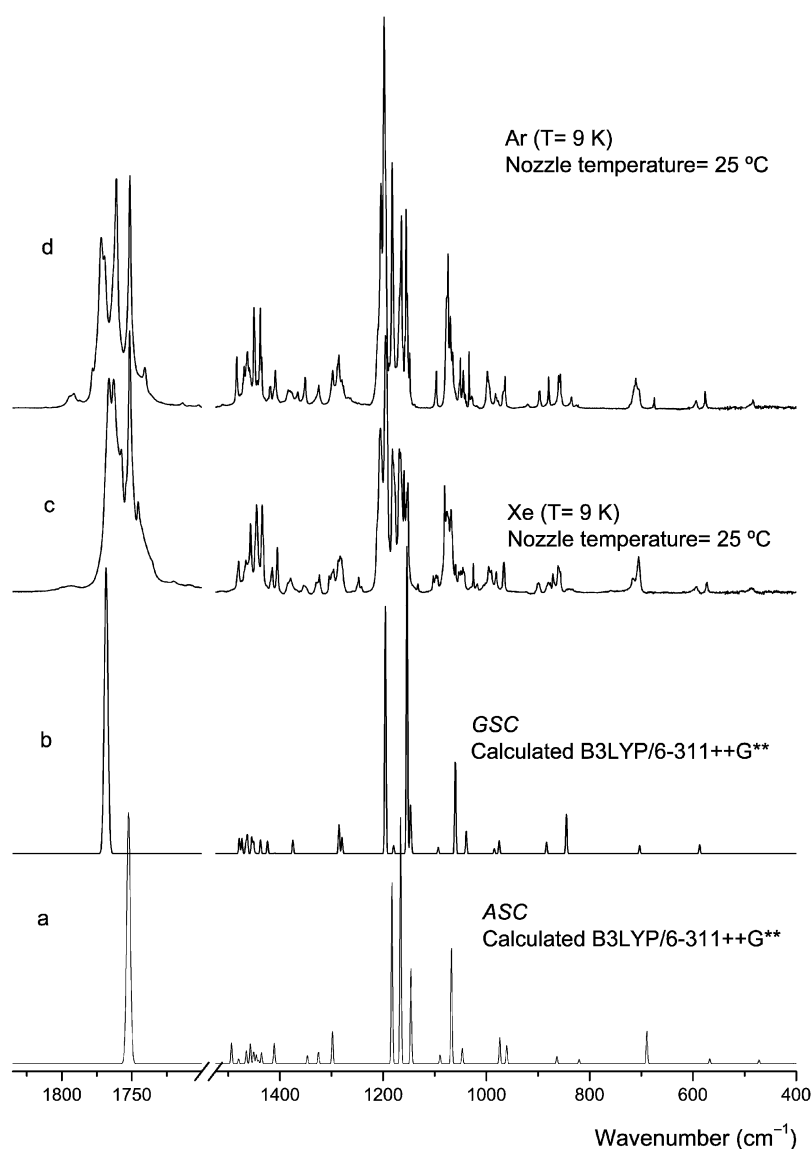 Ar (T= 9 K)
Nozzle temperature= 25 ºC
d
c
Xe (T= 9 K)
Nozzle temperature= 25 ºC
b
GSC
Calculated B3LYP/6-311++G**
a
ASC
Calculated B3LYP/6-311++G**
1800 1750 1400 1200 1000 800 600 400
Wavenumber (cm⁻¹)